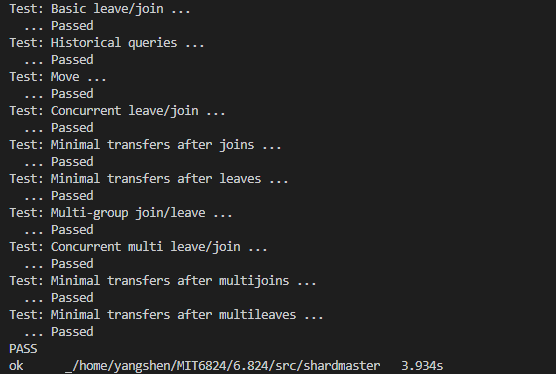 Test: Basic leave/join ...
  ... Passed
Test: Historical queries ...
  ... Passed
Test: Move ...
  ... Passed
Test: Concurrent leave/join ...
  ... Passed
Test: Minimal transfers after joins ...
  ... Passed
Test: Minimal transfers after leaves ...
  ... Passed
Test: Multi-group join/leave ...
  ... Passed
Test: Concurrent multi leave/join ...
  ... Passed
Test: Minimal transfers after multijoins ...
  ... Passed
Test: Minimal transfers after multileaves ...
  ... Passed
PASS
ok      _/home/yangshen/MIT6824/6.824/src/shardmaster   3.934s